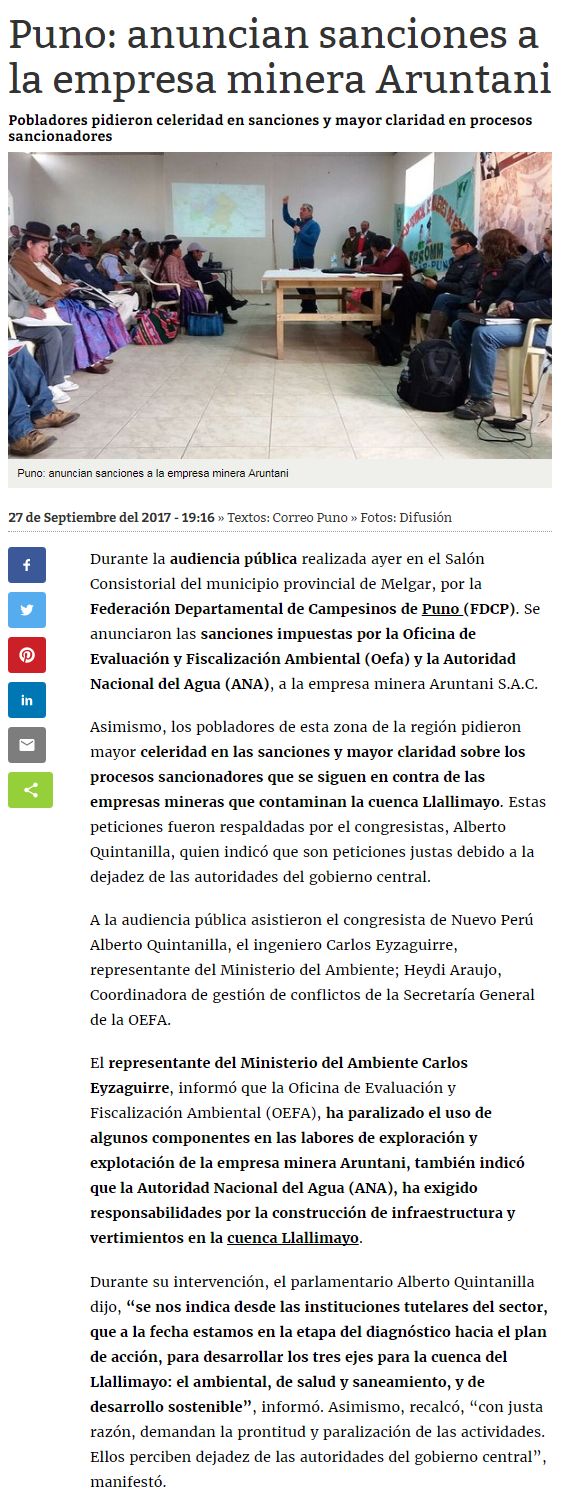 Puno: anuncian sanciones a
la empresa minera Aruntani
Pobladores pidieron celeridad en sanciones y mayor claridad en procesos
sancionadores
Puno: anuncian sanciones a la empresa minera Aruntani
27 de Septiembre del 2017 - 19:16 » Textos: Correo Puno » Fotos: Difusión
Durante la audiencia pública realizada ayer en el Salón
Consistorial del municipio provincial de Melgar, por la
Federación Departamental de Campesinos de Puno (FDCP). Se
anunciaron las sanciones impuestas por la Oficina de
Evaluación y Fiscalización Ambiental (Oefa) y la Autoridad
Nacional del Agua (ANA), a la empresa minera Aruntani S.A.C.
Asimismo, los pobladores de esta zona de la región pidieron
mayor celeridad en las sanciones y mayor claridad sobre los
procesos sancionadores que se siguen en contra de las
empresas mineras que contaminan la cuenca Llallimayo. Estas
peticiones fueron respaldadas por el congresistas, Alberto
Quintanilla, quien indicó que son peticiones justas debido a la
dejadez de las autoridades del gobierno central.
A la audiencia pública asistieron el congresista de Nuevo Perú
Alberto Quintanilla, el ingeniero Carlos Eyzaguirre,
representante del Ministerio del Ambiente; Heydi Araujo,
Coordinadora de gestión de conflictos de la Secretaría General
de la OEFA.
El representante del Ministerio del Ambiente Carlos
Eyzaguirre, informó que la Oficina de Evaluación y
Fiscalización Ambiental (OEFA), ha paralizado el uso de
algunos componentes en las labores de exploración y
explotación de la empresa minera Aruntani, también indicó
que la Autoridad Nacional del Agua (ANA), ha exigido
responsabilidades por la construcción de infraestructura y
vertimientos en la cuenca Llallimayo.
Durante su intervención, el parlamentario Alberto Quintanilla
dijo, “se nos indica desde las instituciones tutelares del sector,
que a la fecha estamos en la etapa del diagnóstico hacia el plan
de acción, para desarrollar los tres ejes para la cuenca del
Llallimayo: el ambiental, de salud y saneamiento, y de
desarrollo sostenible”, informó. Asimismo, recalcó, “con justa
razón, demandan la prontitud y paralización de las actividades.
Ellos perciben dejadez de las autoridades del gobierno central”,
manifestó.